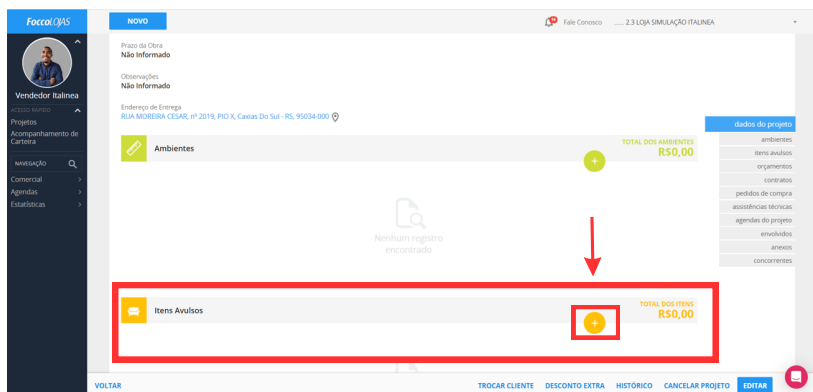 FoccoLOJAS
NOVO
14
Fale Conosco
..... 2.3 LOJA SIMULAÇÃO ITALINEA
Vendedor Italinea
ACESSO RÁPIDO
Projetos
Acompanhamento de
Carteira
NAVEGAÇÃO
Comercial
Agendas
Estatísticas
Prazo da Obra
Não Informado
Observações
Não Informado
Endereço de Entrega
RUA MOREIRA CESAR, nº 2019, PIO X, Caxias Do Sul - RS, 95034-000
Ambientes
TOTAL DOS AMBIENTES
R$0,00
+
Nenhum registro
encontrado
Itens Avulsos
TOTAL DOS ITENS
R$0,00
+
dados do projeto
ambientes
itens avulsos
orçamentos
contratos
pedidos de compra
assistências técnicas
agendas do projeto
envolvidos
anexos
concorrentes
VOLTAR
TROCAR CLIENTE
DESCONTO EXTRA
HISTÓRICO
CANCELAR PROJETO
EDITAR